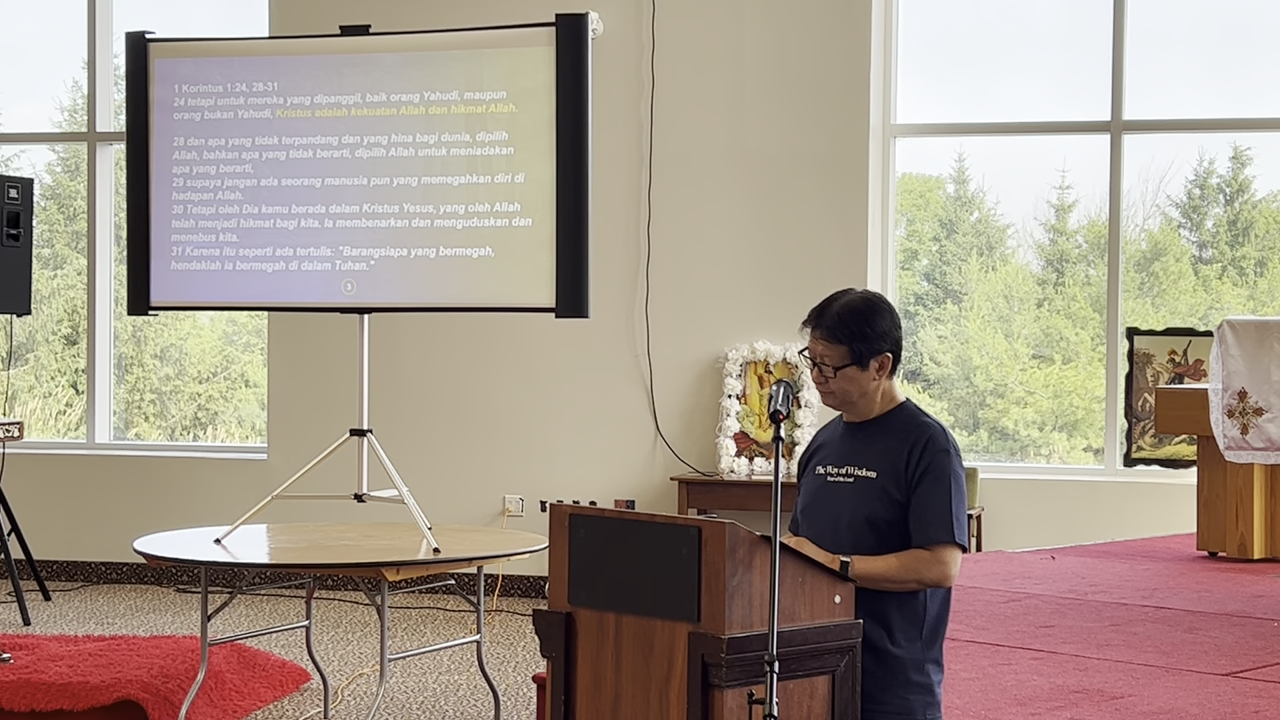 1 Korintus 1:24, 28-31
24 tetapi untuk mereka yang dipanggil, baik orang Yahudi, maupun
orang bukan Yahudi, Kristus adalah kekuatan Allah dan hikmat Allah.
28 dan apa yang tidak terpandang dan yang hina bagi dunia, dipilih
Allah, bahkan apa yang tidak berarti, dipilih Allah untuk meniadakan
apa yang berarti,
29 supaya jangan ada seorang manusia pun yang memegahkan diri di
hadapan Allah.
30 Tetapi oleh Dia kamu berada dalam Kristus Yesus, yang oleh Allah
telah menjadi hikmat bagi kita. Ia membenarkan dan menguduskan dan
menebus kita.
31 Karena itu seperti ada tertulis: "Barangsiapa yang bermegah,
hendaklah ia bermegah di dalam Tuhan."
3
JBL
The Way of Wisdom
Fear of the Lord